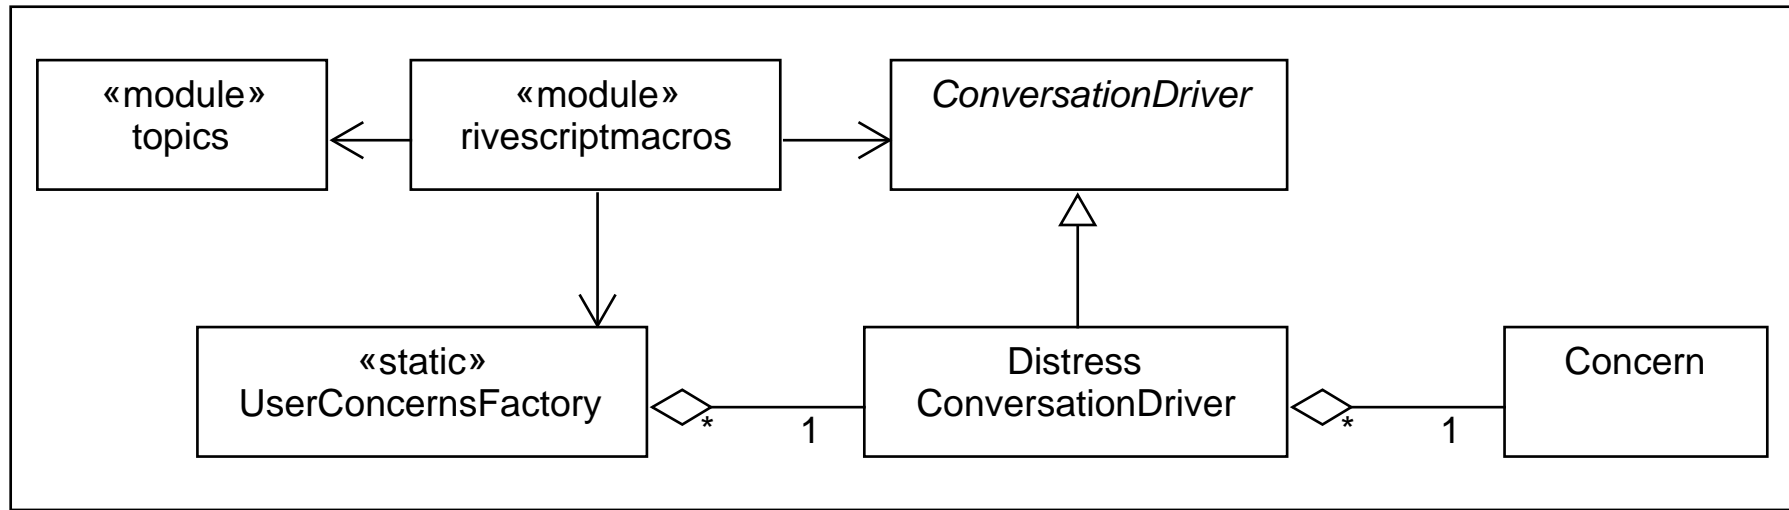 «module»
topics
«module»
rivescriptmacros
ConversationDriver
«static»
UserConcernsFactory
* 1
Distress
ConversationDriver
* 1
Concern